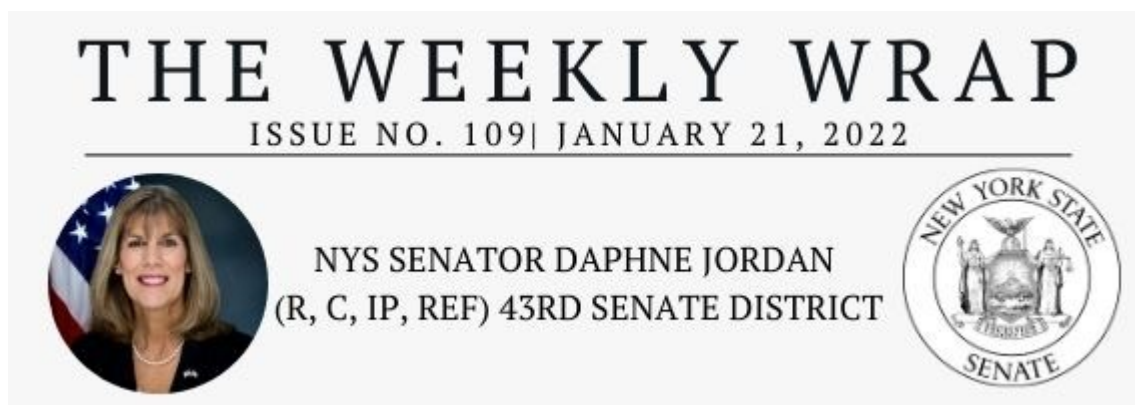 THE WEEKLY WRAP
ISSUE NO. 109| JANUARY 21, 2022
NYS SENATOR DAPHNE JORDAN
(R, C, IP, REF) 43RD SENATE DISTRICT
NEW YORK STATE
SENATE